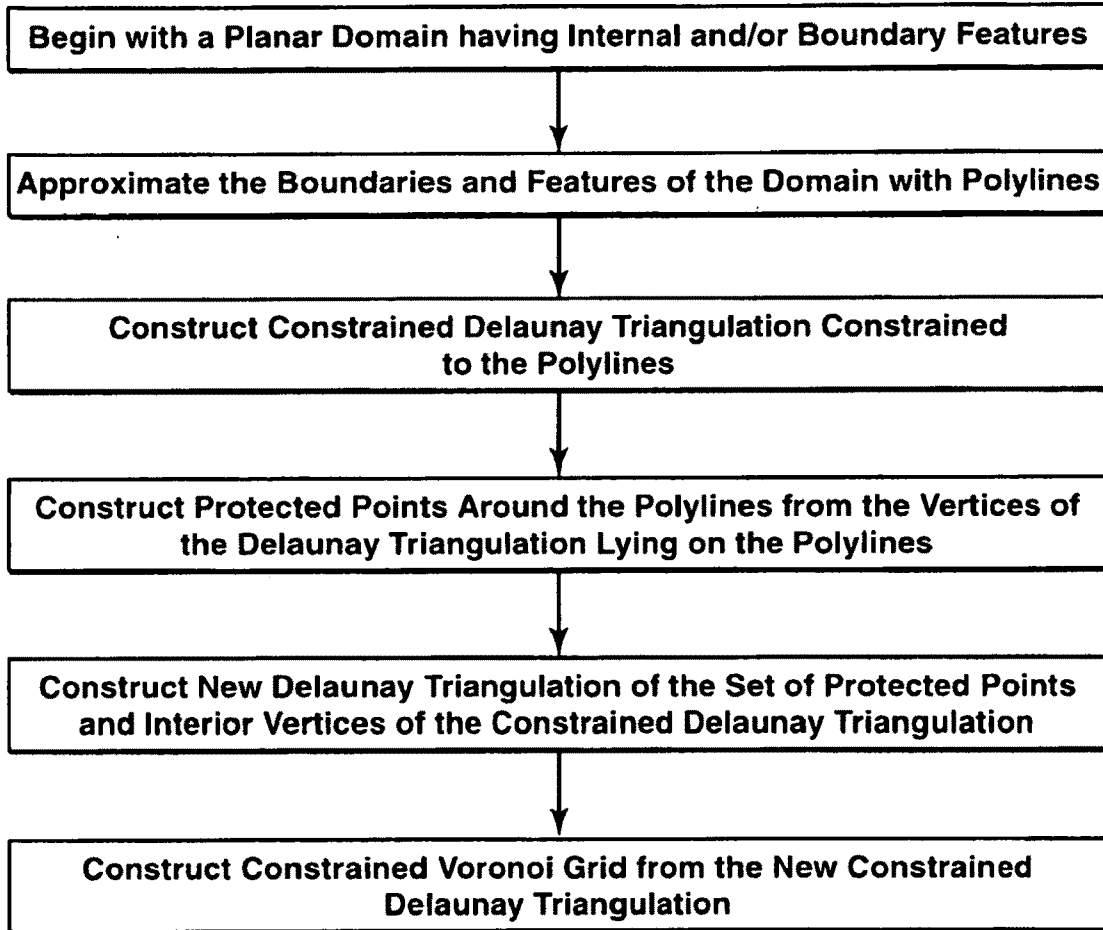 Begin with a Planar Domain having Internal and/or Boundary Features
Approximate the Boundaries and Features of the Domain with Polylines
Construct Constrained Delaunay Triangulation Constrained
to the Polylines
Construct Protected Points Around the Polylines from the Vertices of
the Delaunay Triangulation Lying on the Polylines
Construct New Delaunay Triangulation of the Set of Protected Points
and Interior Vertices of the Constrained Delaunay Triangulation
Construct Constrained Voronoi Grid from the New Constrained
Delaunay Triangulation